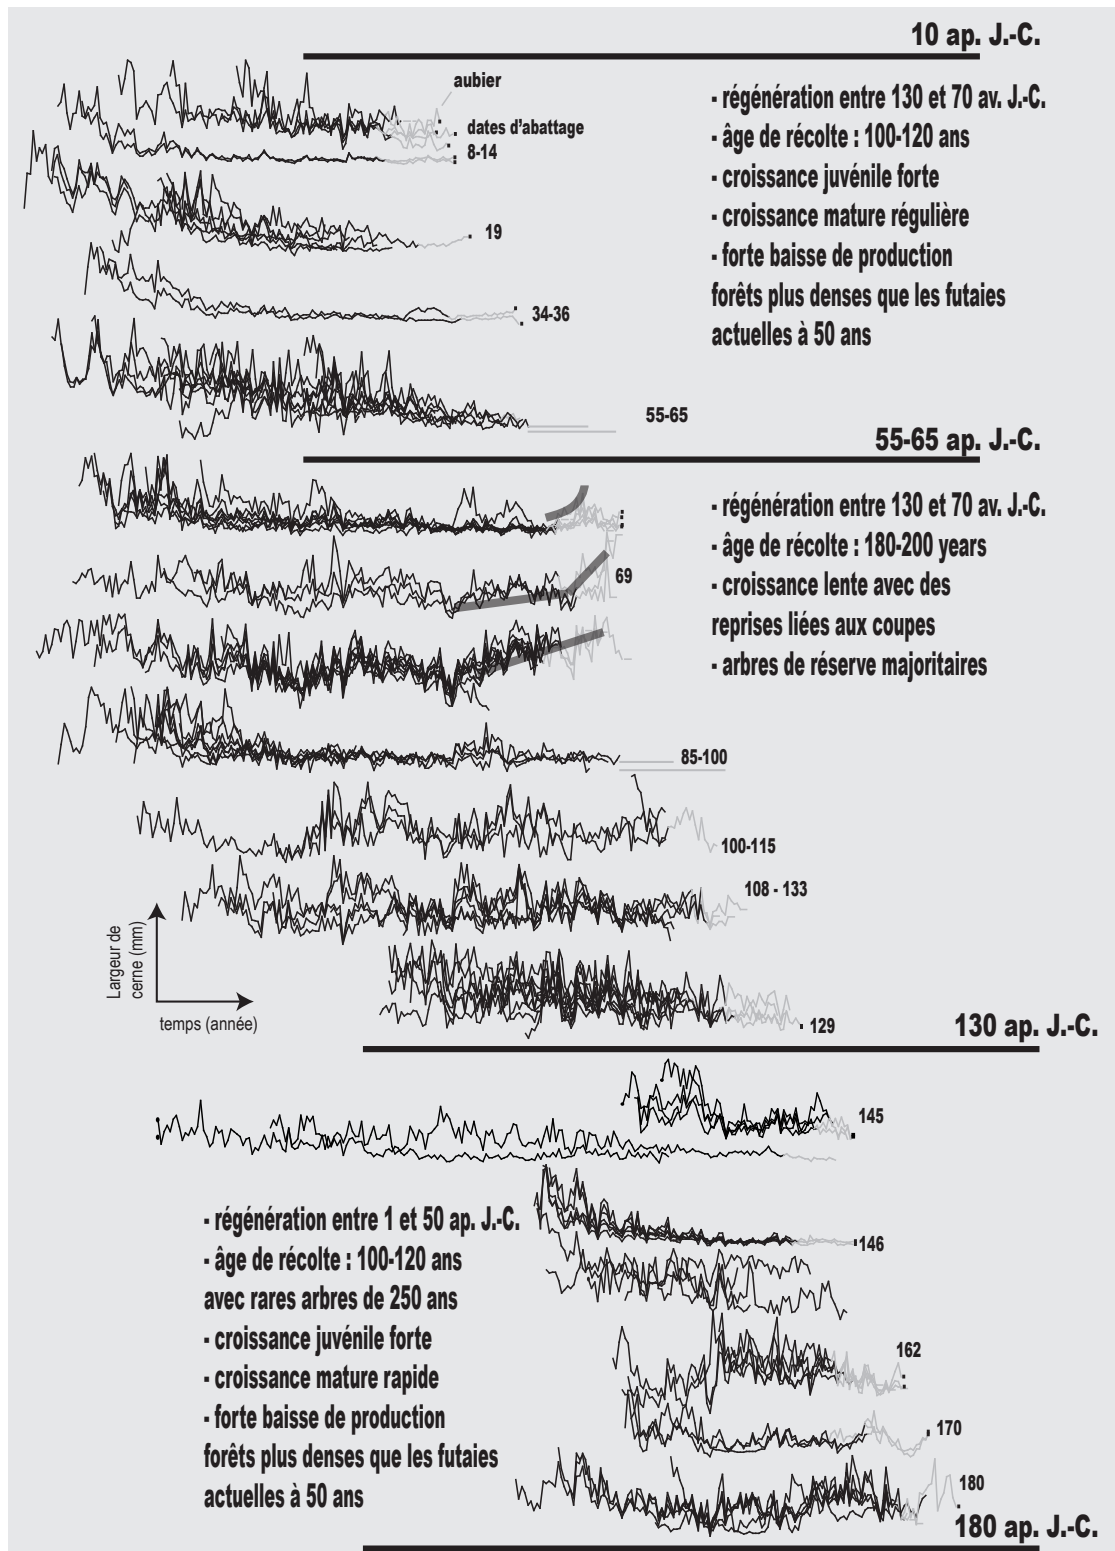 10 ap. J.-C.
aubier
dates d'abattage
8-14
19
34-36
55-65
- régénération entre 130 et 70 av. J.-C.
- âge de récolte : 100-120 ans
- croissance juvénile forte
- croissance mature régulière
- forte baisse de production
forêts plus denses que les futaies
actuelles à 50 ans
55-65 ap. J.-C.
69
85-100
100-115
108 - 133
129
- régénération entre 130 et 70 av. J.-C.
- âge de récolte : 180-200 years
- croissance lente avec des
reprises liées aux coupes
- arbres de réserve majoritaires
Largeur de
cerne (mm)
temps (année)
130 ap. J.-C.
145
146
162
170
180
- régénération entre 1 et 50 ap. J.-C.
- âge de récolte : 100-120 ans
avec rares arbres de 250 ans
- croissance juvénile forte
- croissance mature rapide
- forte baisse de production
forêts plus denses que les futaies
actuelles à 50 ans
180 ap. J.-C.